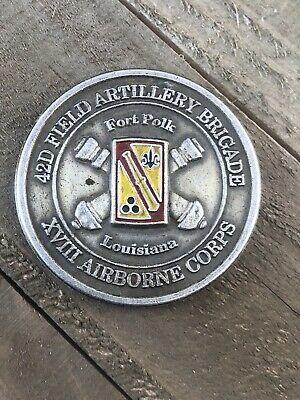 42D FIELD ARTILLERY BRIGADE
Fort Polk
Louisiana
XVIII AIRBORNE CORPS